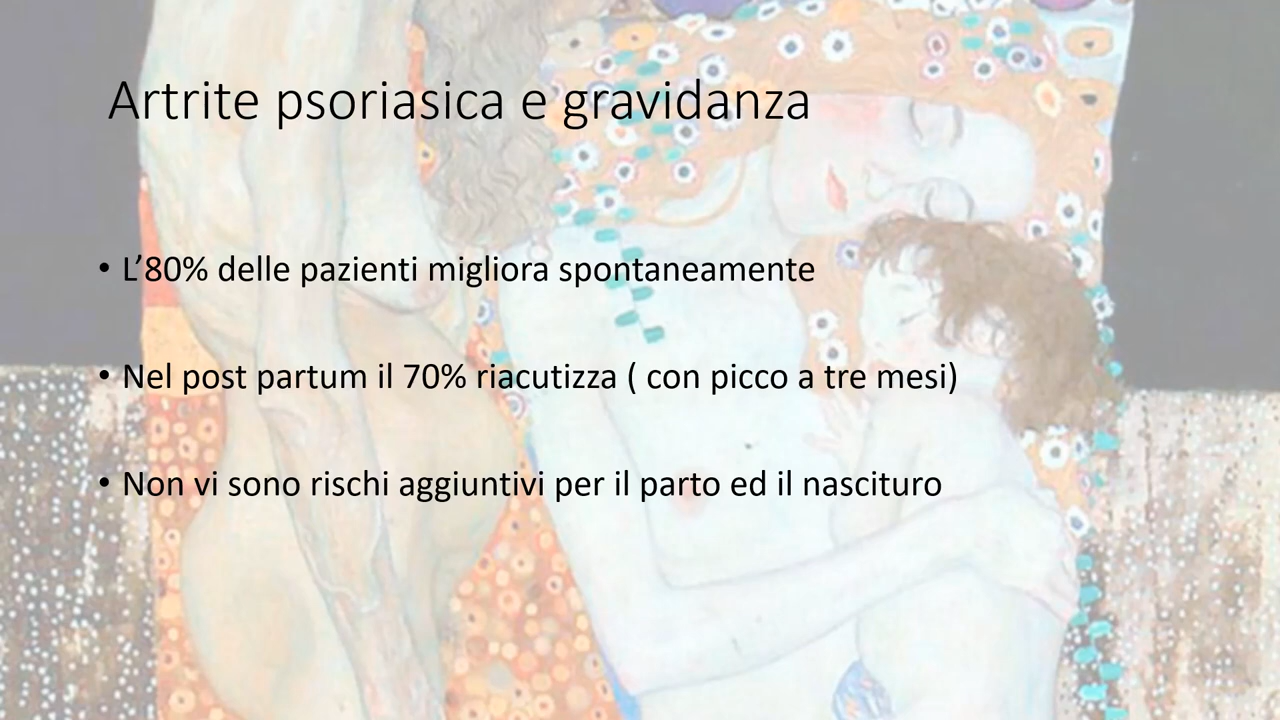 Artrite psoriasica e gravidanza
• L’80% delle pazienti migliora spontaneamente
• Nel post partum il 70% riacutizza ( con picco a tre mesi)
• Non vi sono rischi aggiuntivi per il parto ed il nascituro